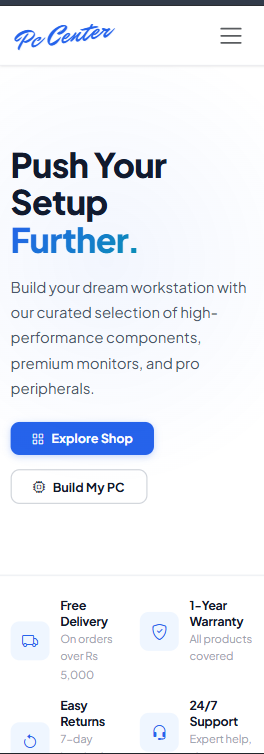 Pc Center
Push Your
Setup
Further.
Build your dream workstation with
our curated selection of high-
performance components,
premium monitors, and pro
peripherals.
Explore Shop
Build My PC
Free
Delivery
On orders
over Rs
5,000
1-Year
Warranty
All products
covered
Easy
Returns
7-day
24/7
Support
Expert help,